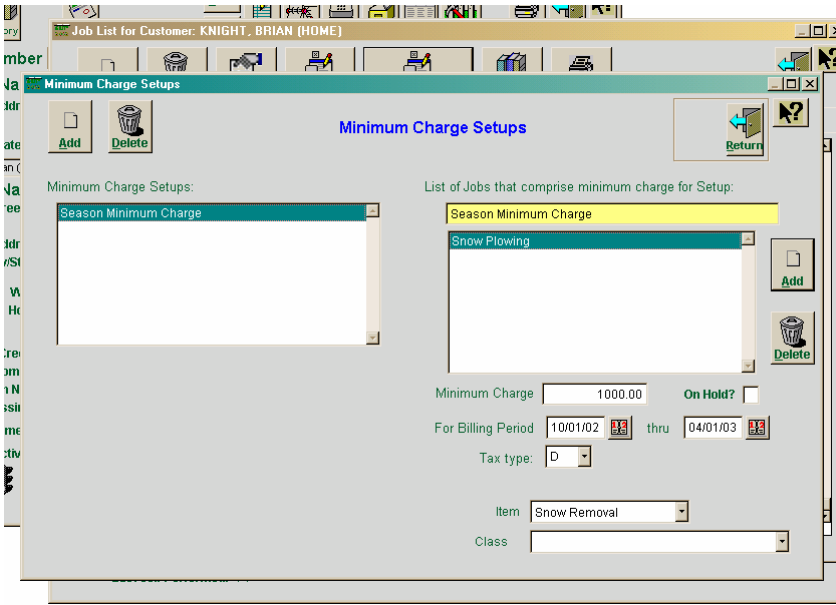 Job List for Customer: KNIGHT, BRIAN (HOME)
Minimum Charge Setups
Add
Delete
Minimum Charge Setups
Return
Minimum Charge Setups:
List of Jobs that comprise minimum charge for Setup:
Season Minimum Charge
Season Minimum Charge
Snow Plowing
Add
Delete
Minimum Charge
1000.00
On Hold?
For Billing Period
10/01/02
thru
04/01/03
Tax type:
D
Item
Snow Removal
Class